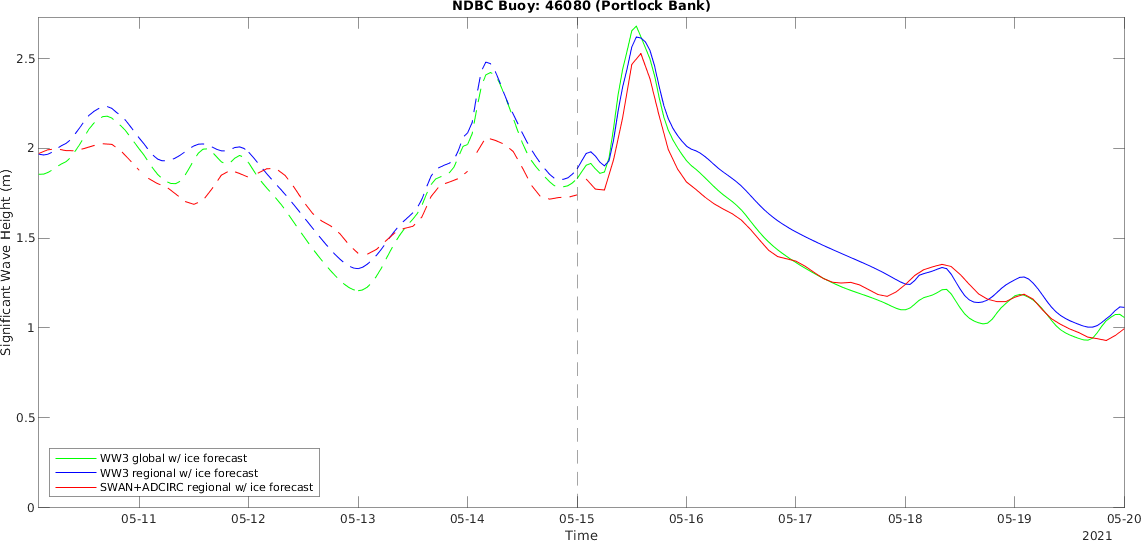 NDBC Buoy: 46080 (Portlock Bank)
2.5
2
1.5
1
0.5
0
Significant Wave Height (m)
WW3 global w/ ice forecast
WW3 regional w/ ice forecast
SWAN+ADCIRC regional w/ ice forecast
05-11 05-12 05-13 05-14 05-15 05-16 05-17 05-18 05-19 05-20
Time
2021